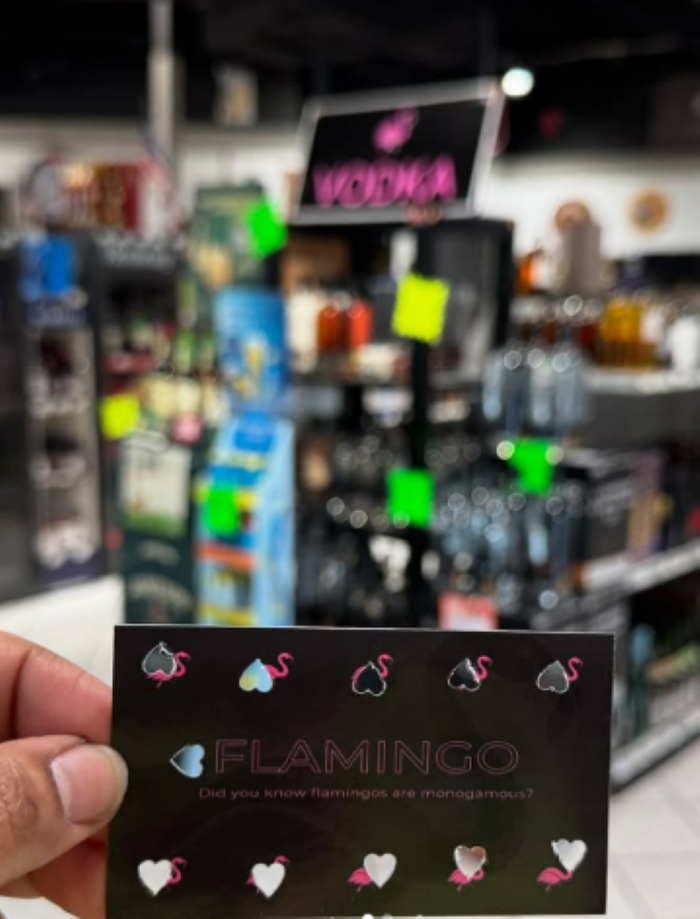 VODKA
FLAMINGO
Did you know flamingos are monogamous?